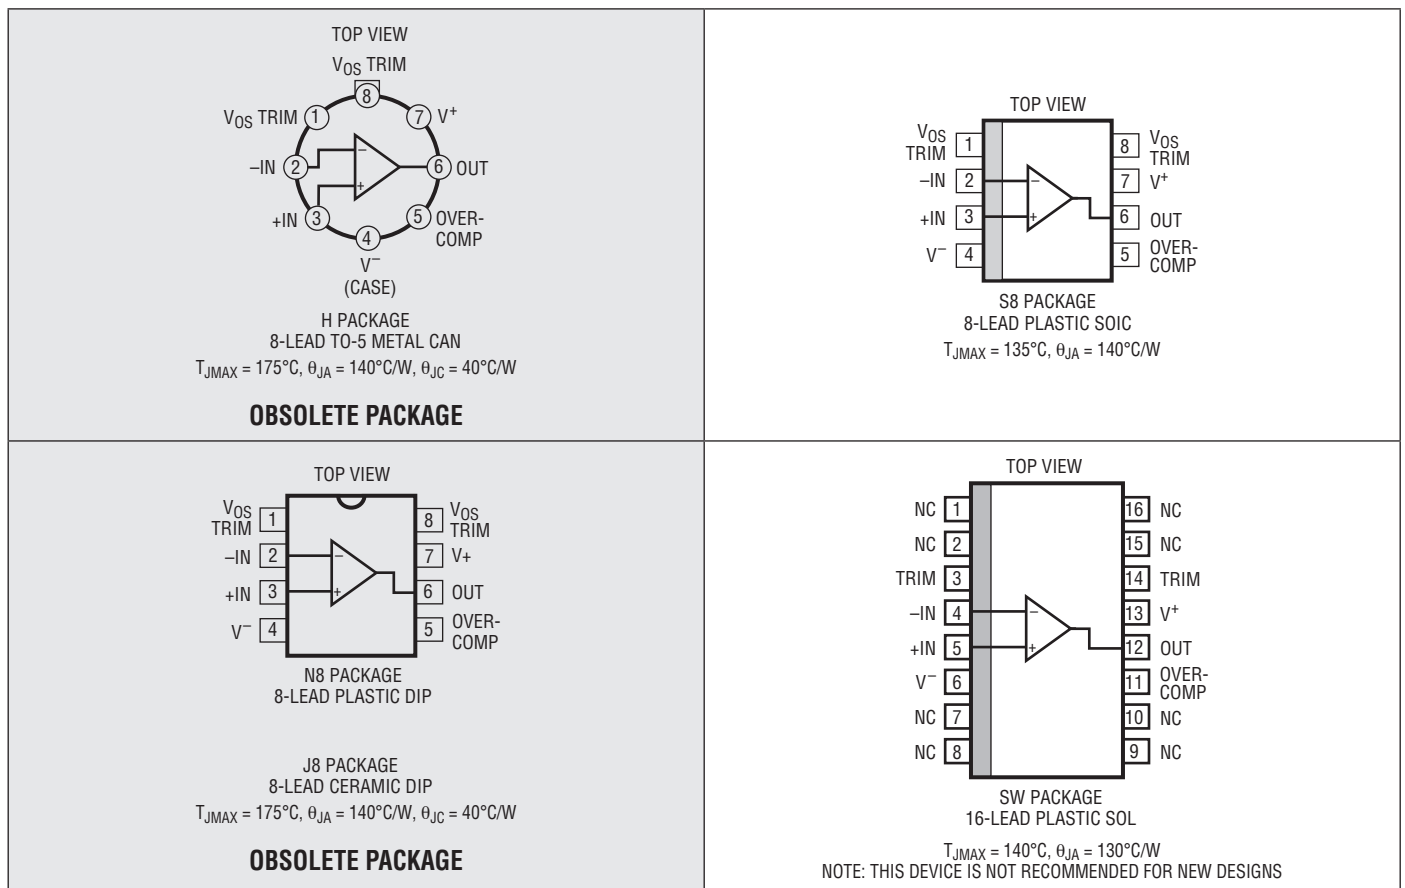 TOP VIEW
VOS TRIM
8
VOS TRIM 1
7 V+
–IN 2
–
6 OUT
+
+IN 3
5 OVER-
COMP
4
V–
(CASE)
H PACKAGE
8-LEAD TO-5 METAL CAN
TJMAX = 175°C, θJA = 140°C/W, θJC = 40°C/W
OBSOLETE PACKAGE
TOP VIEW
VOS
TRIM 1
8 VOS
TRIM
–IN 2
–
7 V+
+IN 3
+
6 OUT
V– 4
5 OVER-
COMP
S8 PACKAGE
8-LEAD PLASTIC SOIC
TJMAX = 135°C, θJA = 140°C/W
TOP VIEW
VOS
TRIM 1
8 VOS
TRIM
–IN 2
–
7 V+
+IN 3
+
6 OUT
V– 4
5 OVER-
COMP
N8 PACKAGE
8-LEAD PLASTIC DIP
J8 PACKAGE
8-LEAD CERAMIC DIP
TJMAX = 175°C, θJA = 140°C/W, θJC = 40°C/W
OBSOLETE PACKAGE
TOP VIEW
NC 1
16 NC
NC 2
15 NC
TRIM 3
14 TRIM
–IN 4
–
13 V+
+IN 5
+
12 OUT
V– 6
11 OVER-
COMP
NC 7
10 NC
NC 8
9 NC
SW PACKAGE
16-LEAD PLASTIC SOL
TJMAX = 140°C, θJA = 130°C/W
NOTE: THIS DEVICE IS NOT RECOMMENDED FOR NEW DESIGNS